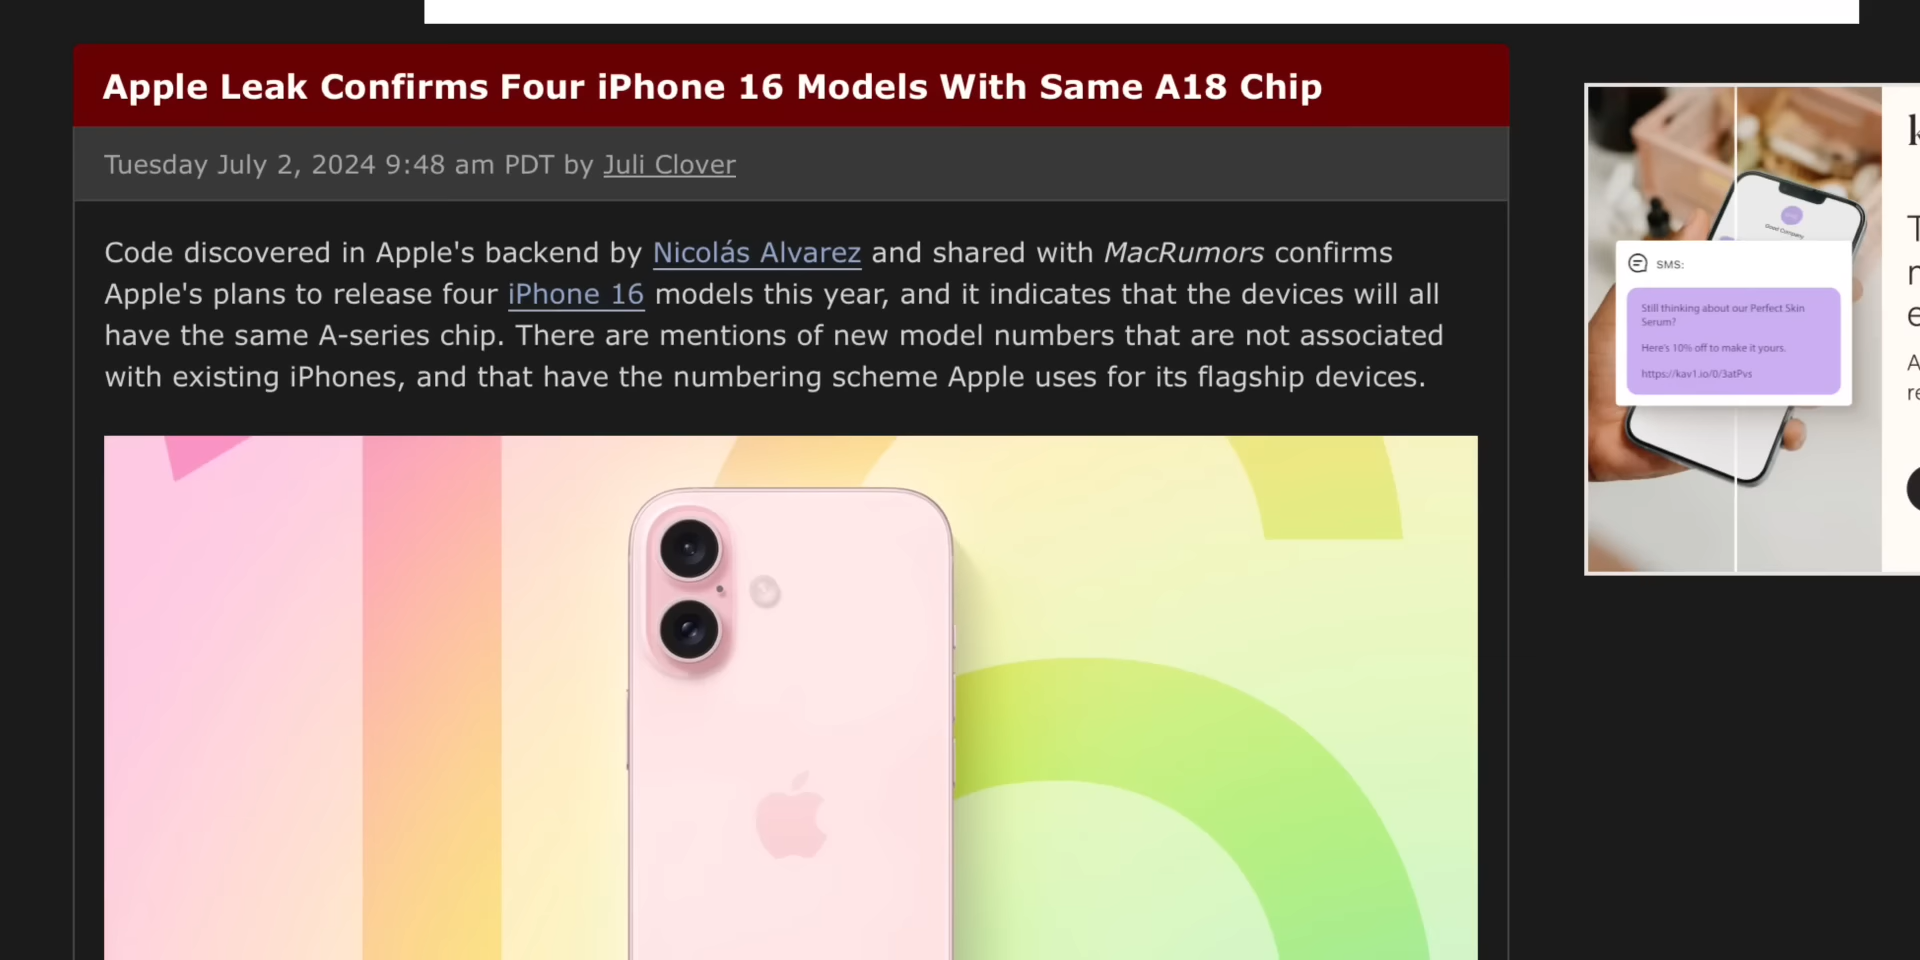 Apple Leak Confirms Four iPhone 16 Models With Same A18 Chip
Tuesday July 2, 2024 9:48 am PDT by Juli Clover
Code discovered in Apple's backend by Nicolás Alvarez and shared with MacRumors confirms
Apple's plans to release four iPhone 16 models this year, and it indicates that the devices will all
have the same A-series chip. There are mentions of new model numbers that are not associated
with existing iPhones, and that have the numbering scheme Apple uses for its flagship devices.
Good Company
SMS:
Still thinking about our Perfect Skin
Serum?
Here's 10% off to make it yours.
https://kav1.io/0/3atPvs